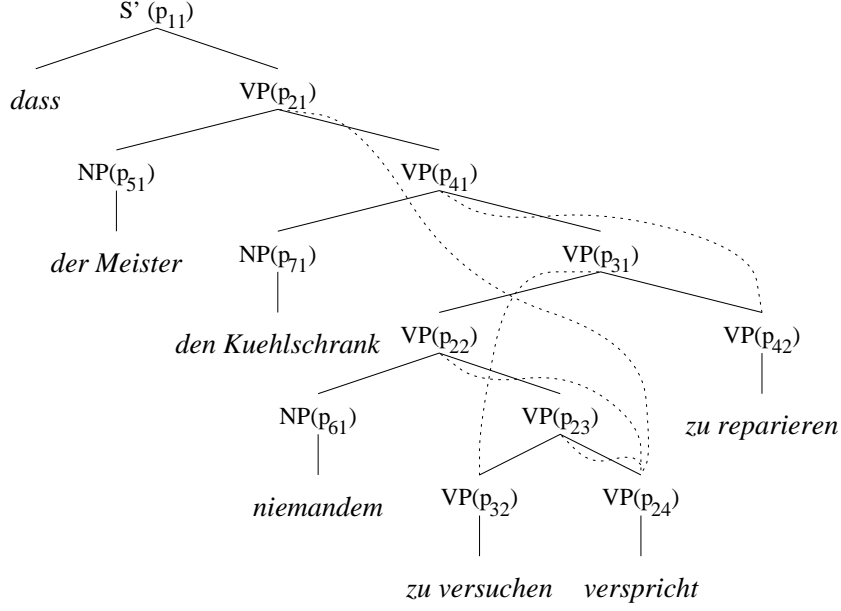 S' (p11)
dass VP(p21)
NP(p51) VP(p41)
der Meister NP(p71) VP(p31)
den Kuehlschrank VP(p22) VP(p42)
NP(p61) VP(p23) zu reparieren
niemandem VP(p32) VP(p24)
zu versuchen verspricht